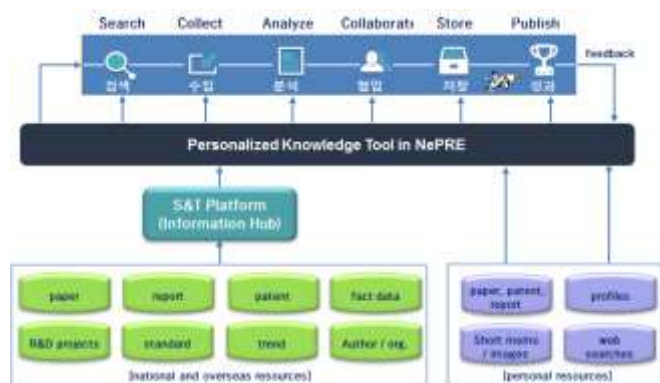 Search Collect Analyze Collaborati Store Publish
feedback
검색 수집 분석 협업 저장 성과
Personalized Knowledge Tool in NePRE
S&T Platform
(Information Hub)
paper report patient fact data
R&D projects standard trend Author / org.
[national and overseas resources]
paper, patent,
report
profiles
Short memo
/ images
web
searches
[personal resources]